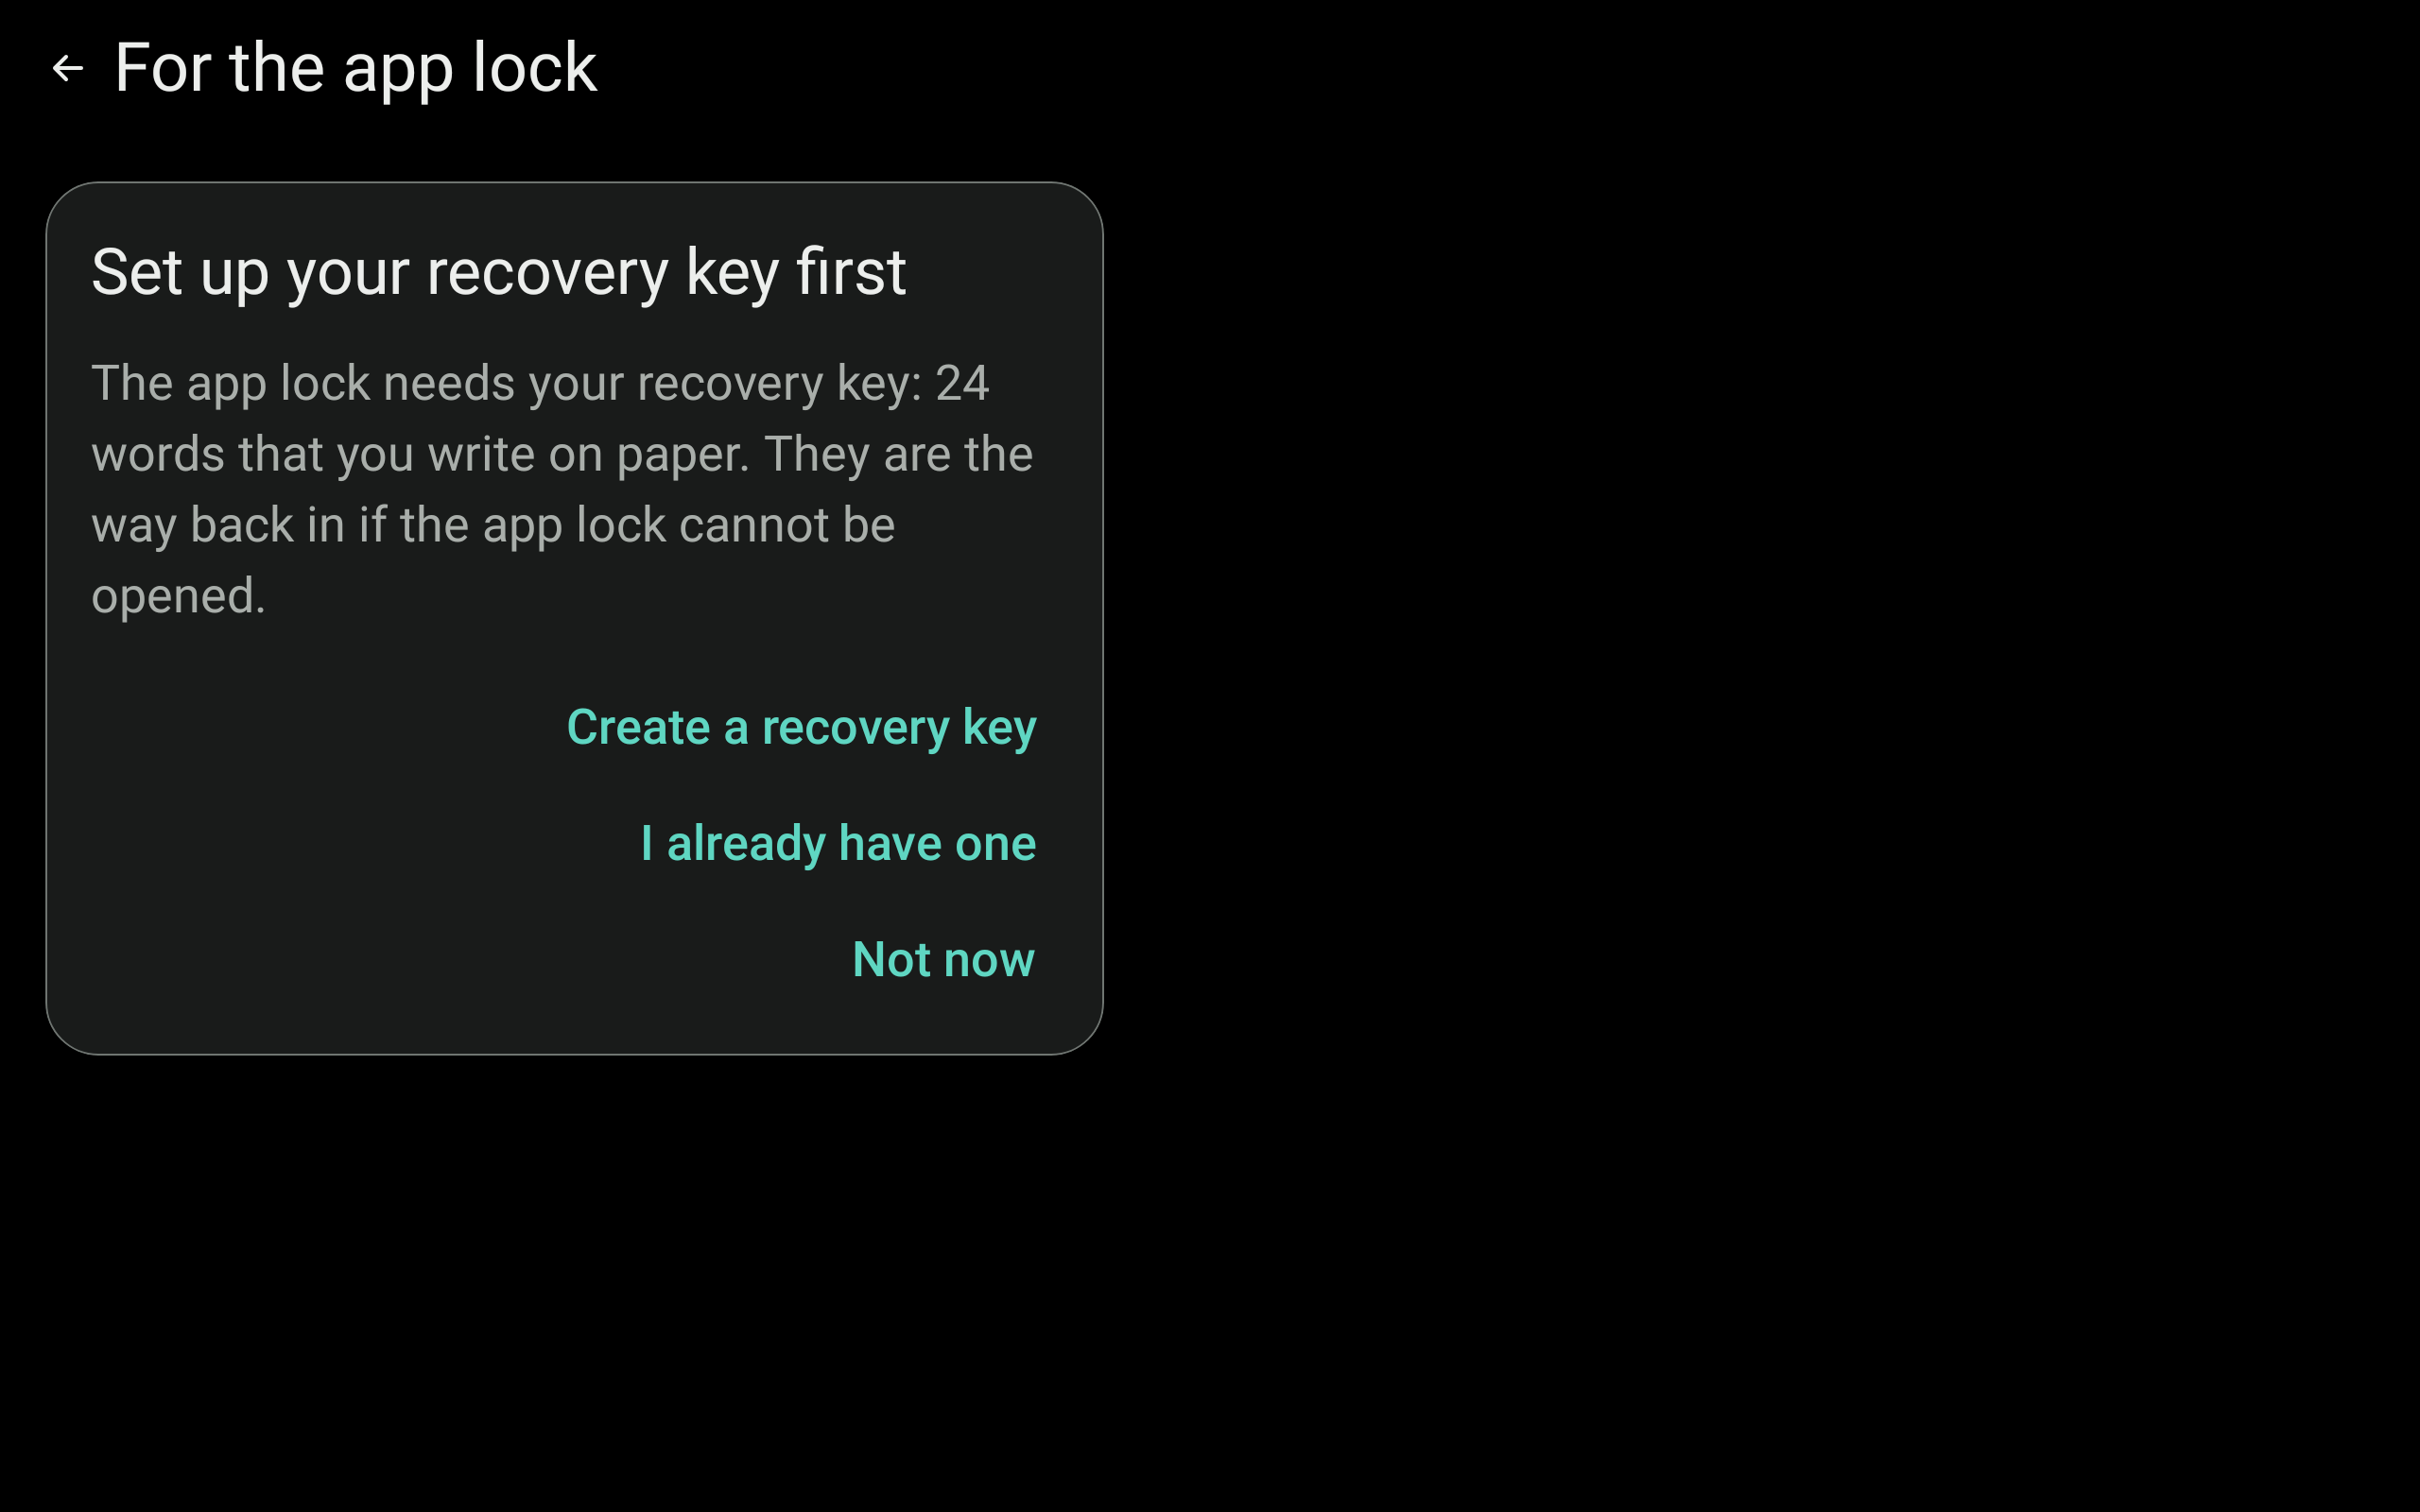 For the app lock
Set up your recovery key first
The app lock needs your recovery key: 24
words that you write on paper. They are the
way back in if the app lock cannot be
opened.
Create a recovery key
I already have one
Not now